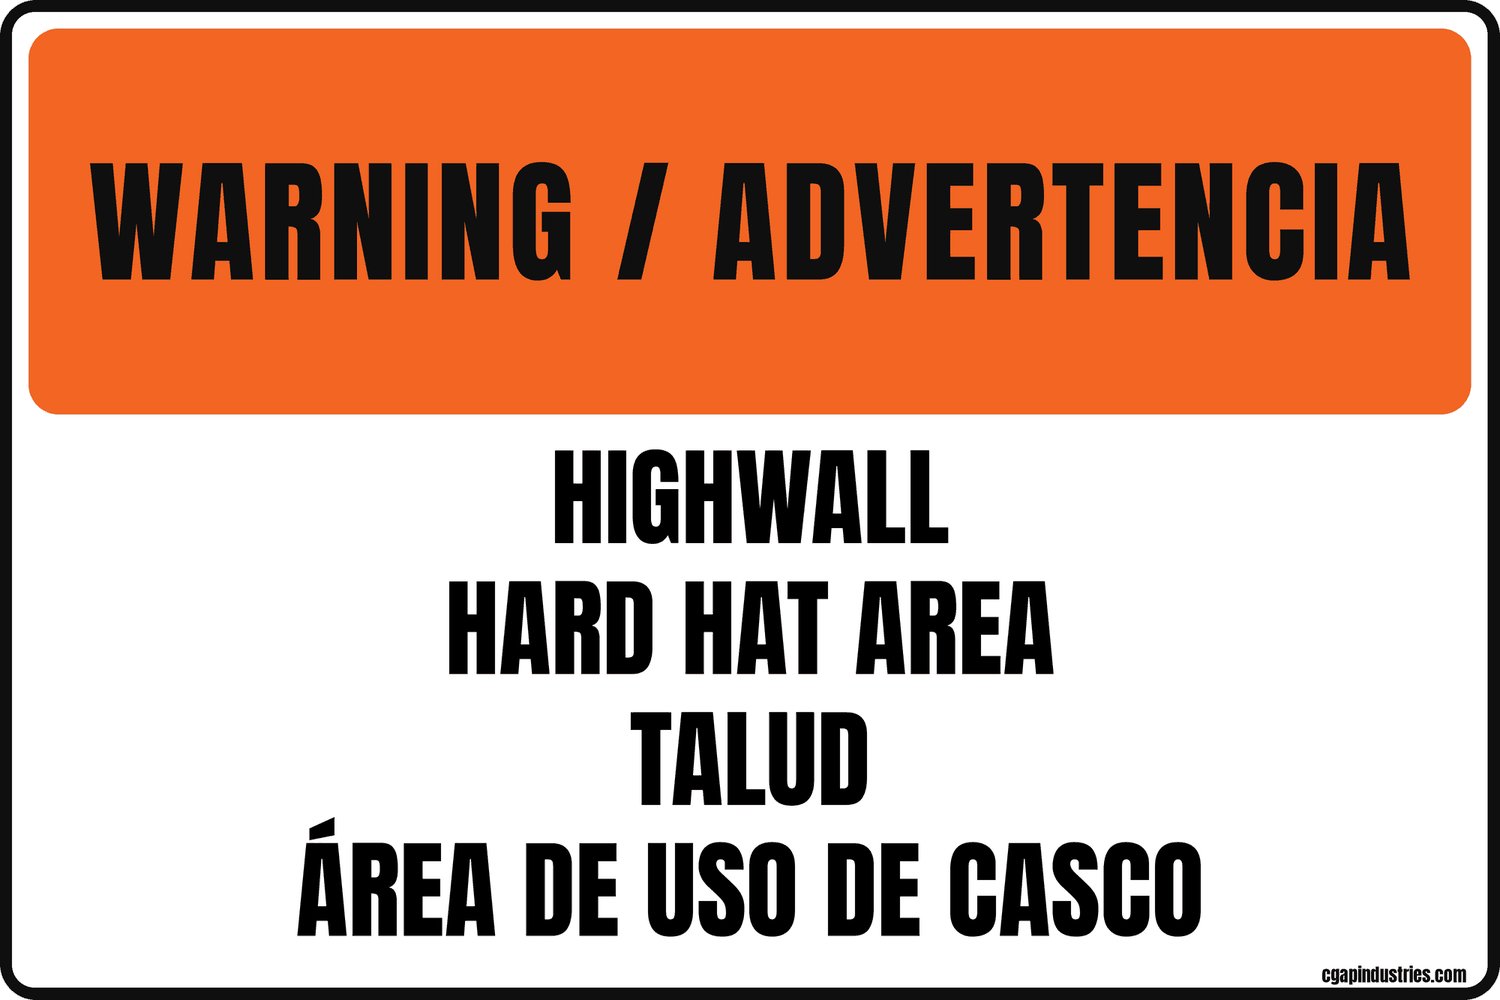 WARNING / ADVERTENCIA
HIGHWALL
HARD HAT AREA
TALUD
ÁREA DE USO DE CASCO
cgapindustries.com